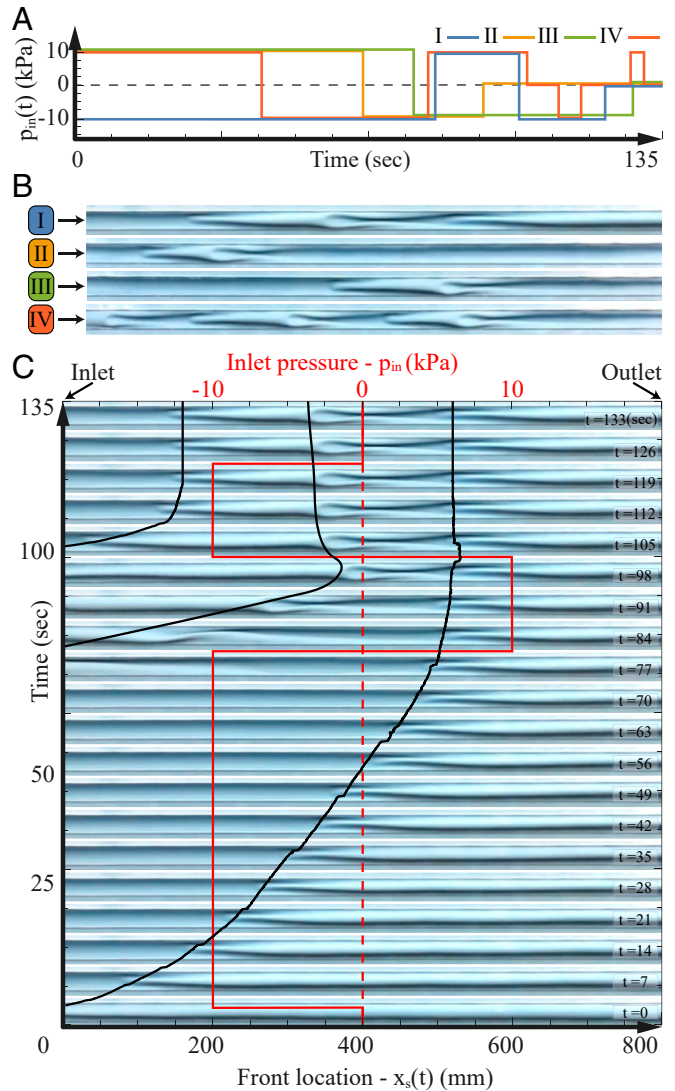 A
I II III IV
p_in(t) (kPa)
10
0
-10
0
Time (sec)
135
B
I
II
III
IV
C
Inlet
Inlet pressure - p_in (kPa)
Outlet
-10 0 10
135
100
50
25
0
Time (sec)
t =133(sec)
t =126
t =119
t =112
t =105
t =98
t =91
t =84
t =77
t =70
t =63
t =56
t =49
t =42
t =35
t =28
t =21
t =14
t =7
t =0
200 400 600 800
Front location - x_s(t) (mm)